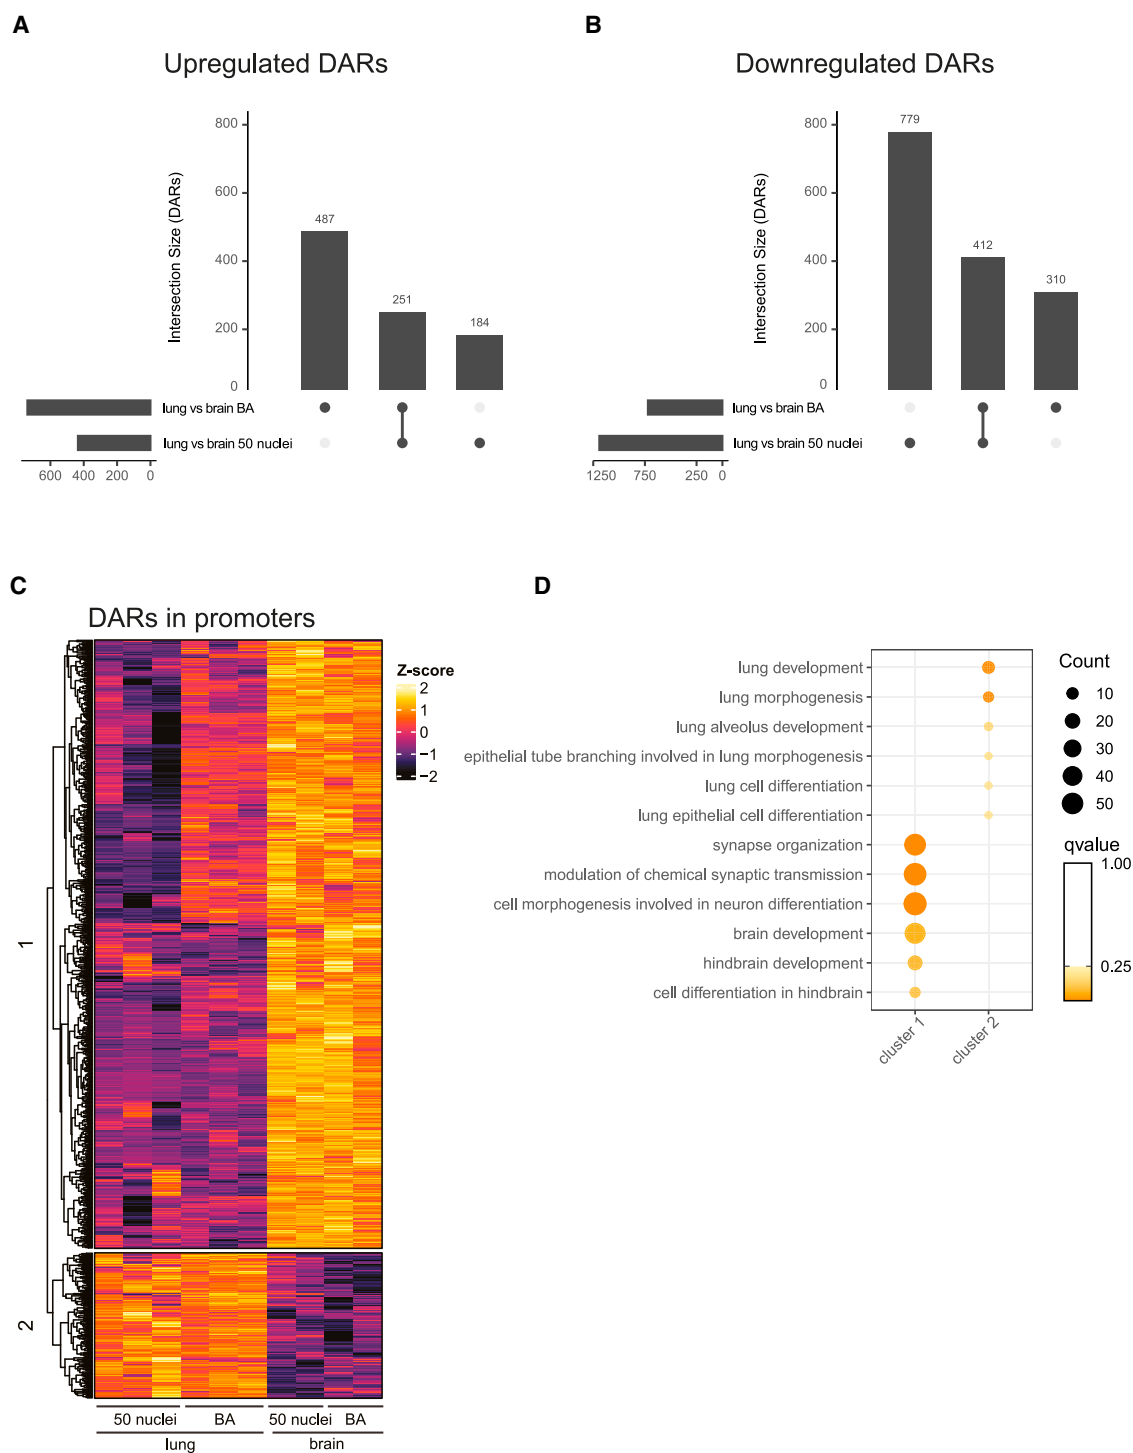 A
Upregulated DARs
Intersection Size (DARs)
800
600
400
200
0
487
251
184
lung vs brain BA
lung vs brain 50 nuclei
600 400 200 0
B
Downregulated DARs
Intersection Size (DARs)
800
600
400
200
0
779
412
310
lung vs brain BA
lung vs brain 50 nuclei
1250 750 250 0
C
DARs in promoters
Z-score
2
1
0
−1
−2
1
2
50 nuclei BA 50 nuclei BA
lung brain
D
lung development
lung morphogenesis
lung alveolus development
epithelial tube branching involved in lung morphogenesis
lung cell differentiation
lung epithelial cell differentiation
synapse organization
modulation of chemical synaptic transmission
cell morphogenesis involved in neuron differentiation
brain development
hindbrain development
cell differentiation in hindbrain
cluster 1
cluster 2
Count
10
20
30
40
50
qvalue
1.00
0.25